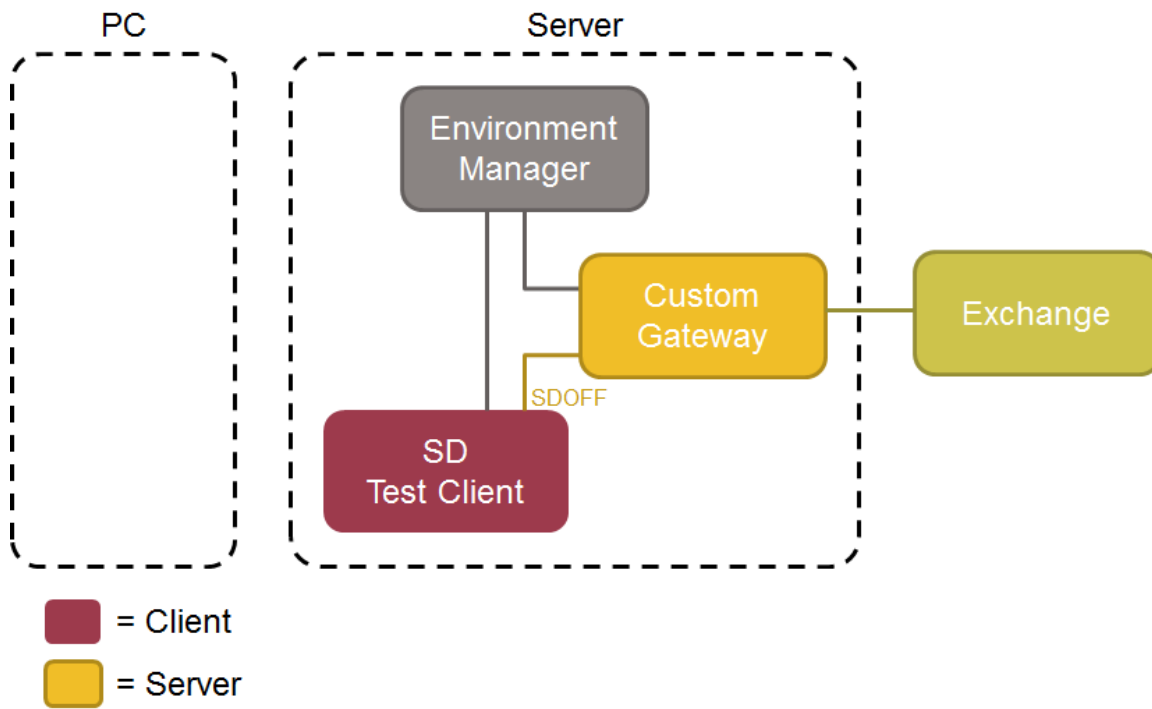 PC
Server
Environment
Manager
Custom
Gateway
Exchange
SDOFF
SD
Test Client
= Client
= Server